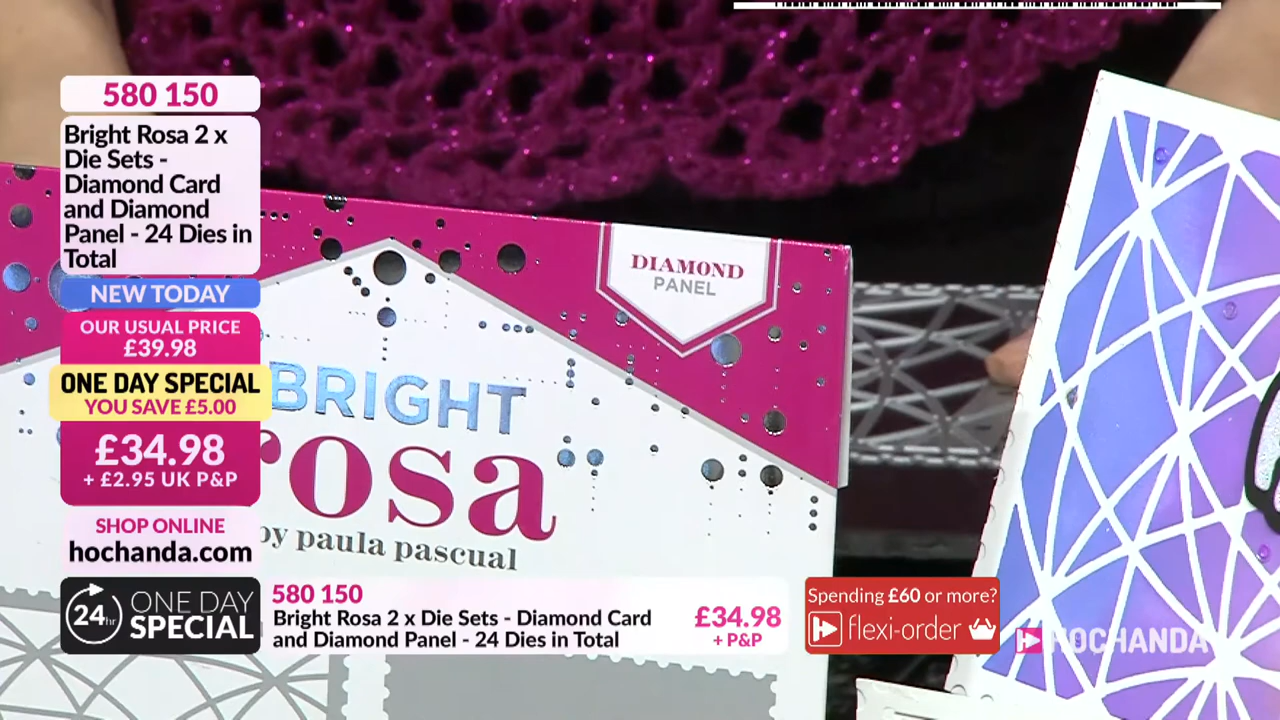 580 150
Bright Rosa 2 x
Die Sets -
Diamond Card
and Diamond
Panel - 24 Dies in
Total
NEW TODAY
OUR USUAL PRICE
£39.98
ONE DAY SPECIAL
YOU SAVE £5.00
£34.98
+ £2.95 UK P&P
SHOP ONLINE
hochanda.com
DIAMOND
PANEL
BRIGHT
rosa
by paula pascual
24hr
ONE DAY
SPECIAL
580 150
Bright Rosa 2 x Die Sets - Diamond Card
and Diamond Panel - 24 Dies in Total
£34.98
+ P&P
Spending £60 or more?
flexi-order
HOCHANDA